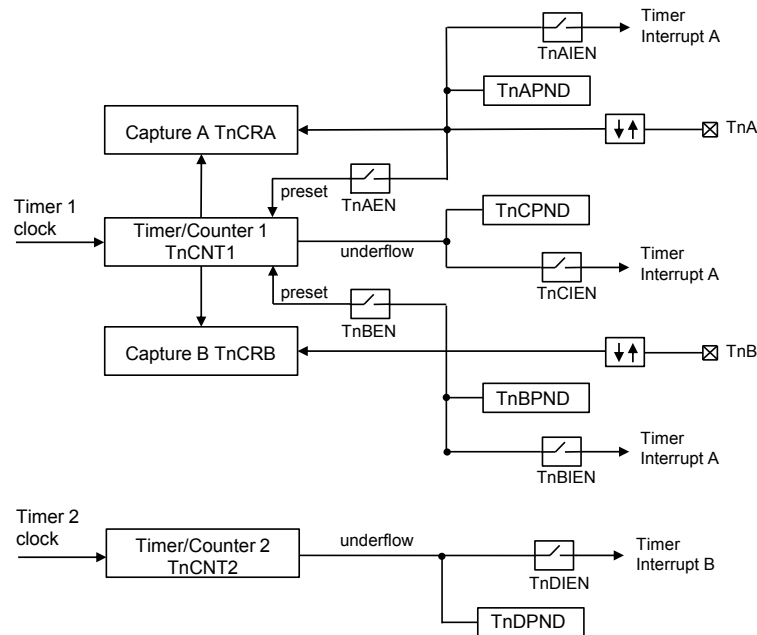 Timer
Interrupt A
TnAIEN
TnAPND
Capture A TnCRA
TnA
preset
TnAEN
Timer 1
clock
Timer/Counter 1
TnCNT1
underflow
TnCPND
Timer
Interrupt A
TnCIEN
preset
TnBEN
Capture B TnCRB
TnB
TnBPND
Timer
Interrupt A
TnBIEN
Timer 2
clock
Timer/Counter 2
TnCNT2
underflow
Timer
Interrupt B
TnDIEN
TnDPND